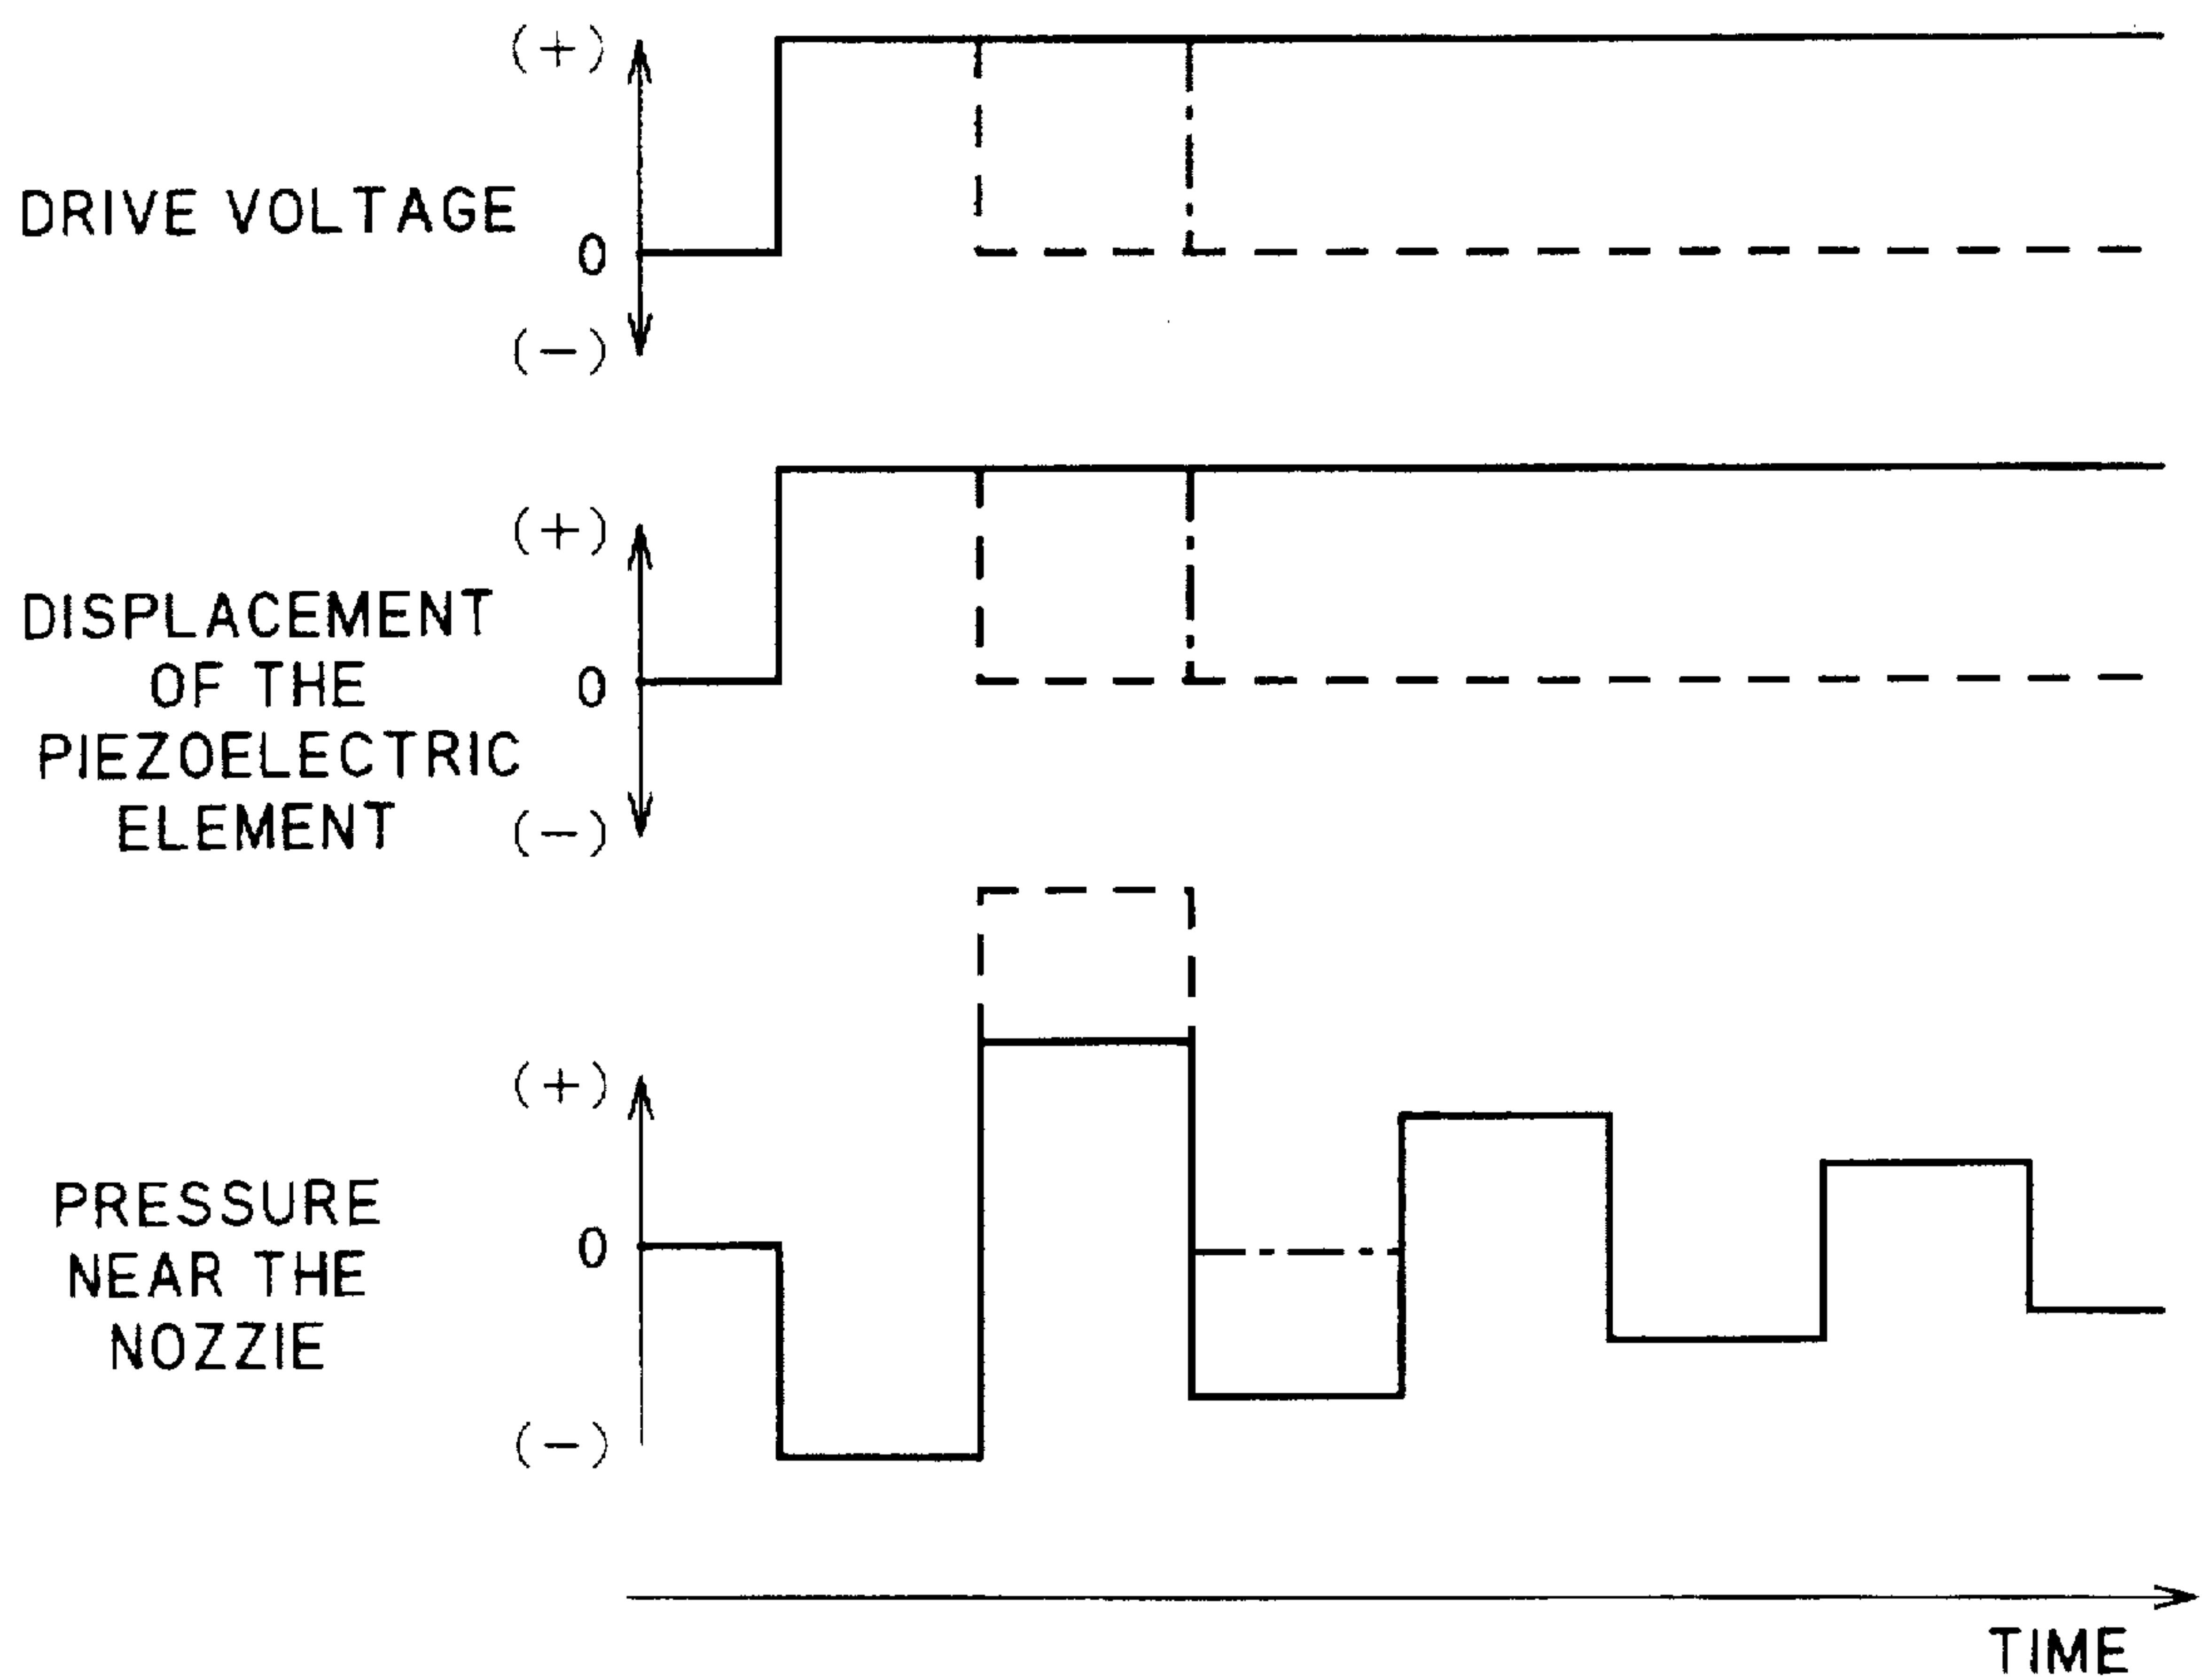 (+)
DRIVE VOLTAGE
0
(-)
(+)
DISPLACEMENT
OF THE
0
PIEZOELECTRIC
ELEMENT
(-)
(+)
PRESSURE
0
NEAR THE
NOZZIE
(-)
TIME